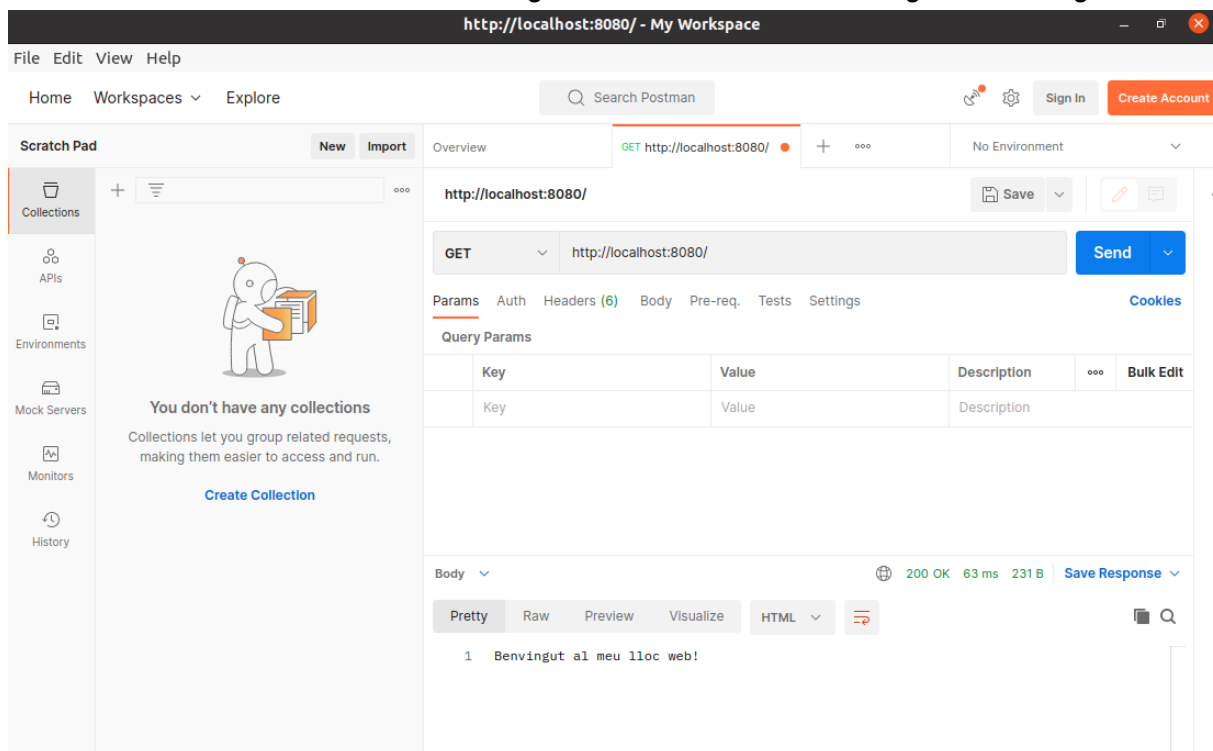 http://localhost:8080/ - My Workspace
File Edit View Help
Home Workspaces Explore Search Postman Sign In Create Account
Scratch Pad New Import
Overview GET http://localhost:8080/ No Environment
Collections
APIs
Environments
Mock Servers
Monitors
History
You don't have any collections
Collections let you group related requests,
making them easier to access and run.
Create Collection
http://localhost:8080/ Save
GET http://localhost:8080/ Send
Params Auth Headers (6) Body Pre-req. Tests Settings Cookies
Query Params
Key Value Description Bulk Edit
Key Value Description
Body 200 OK 63 ms 231 B Save Response
Pretty Raw Preview Visualize HTML
1 Benvingut al meu lloc web!